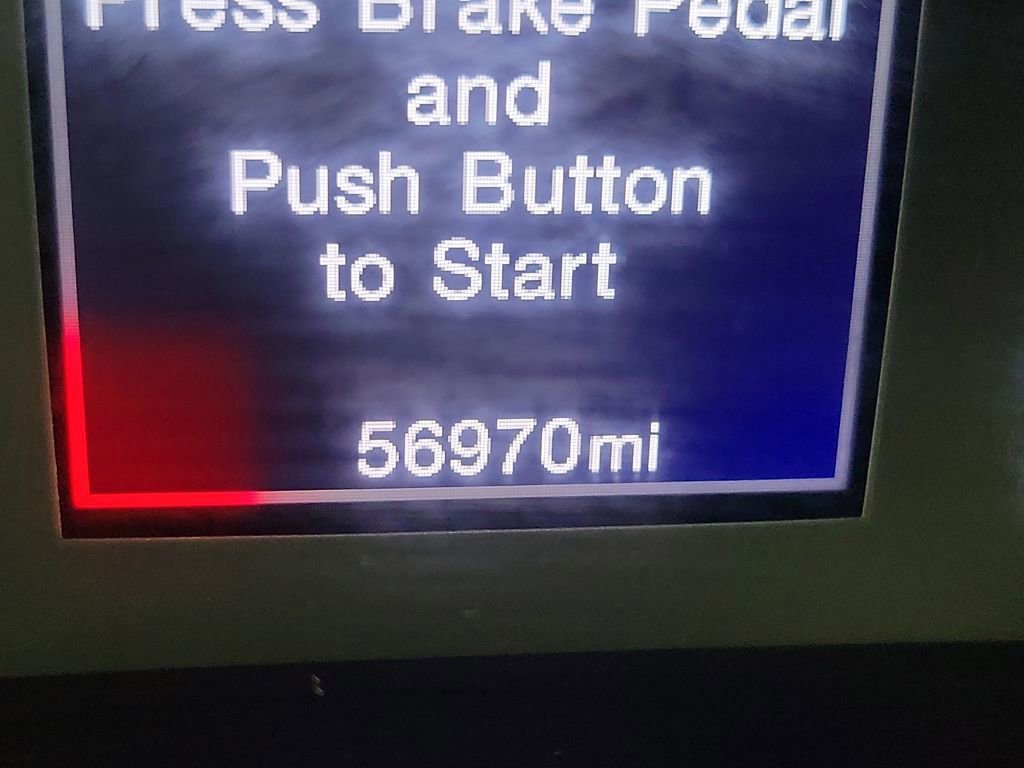 Press Brake Pedal
and
Push Button
to Start
56970mi